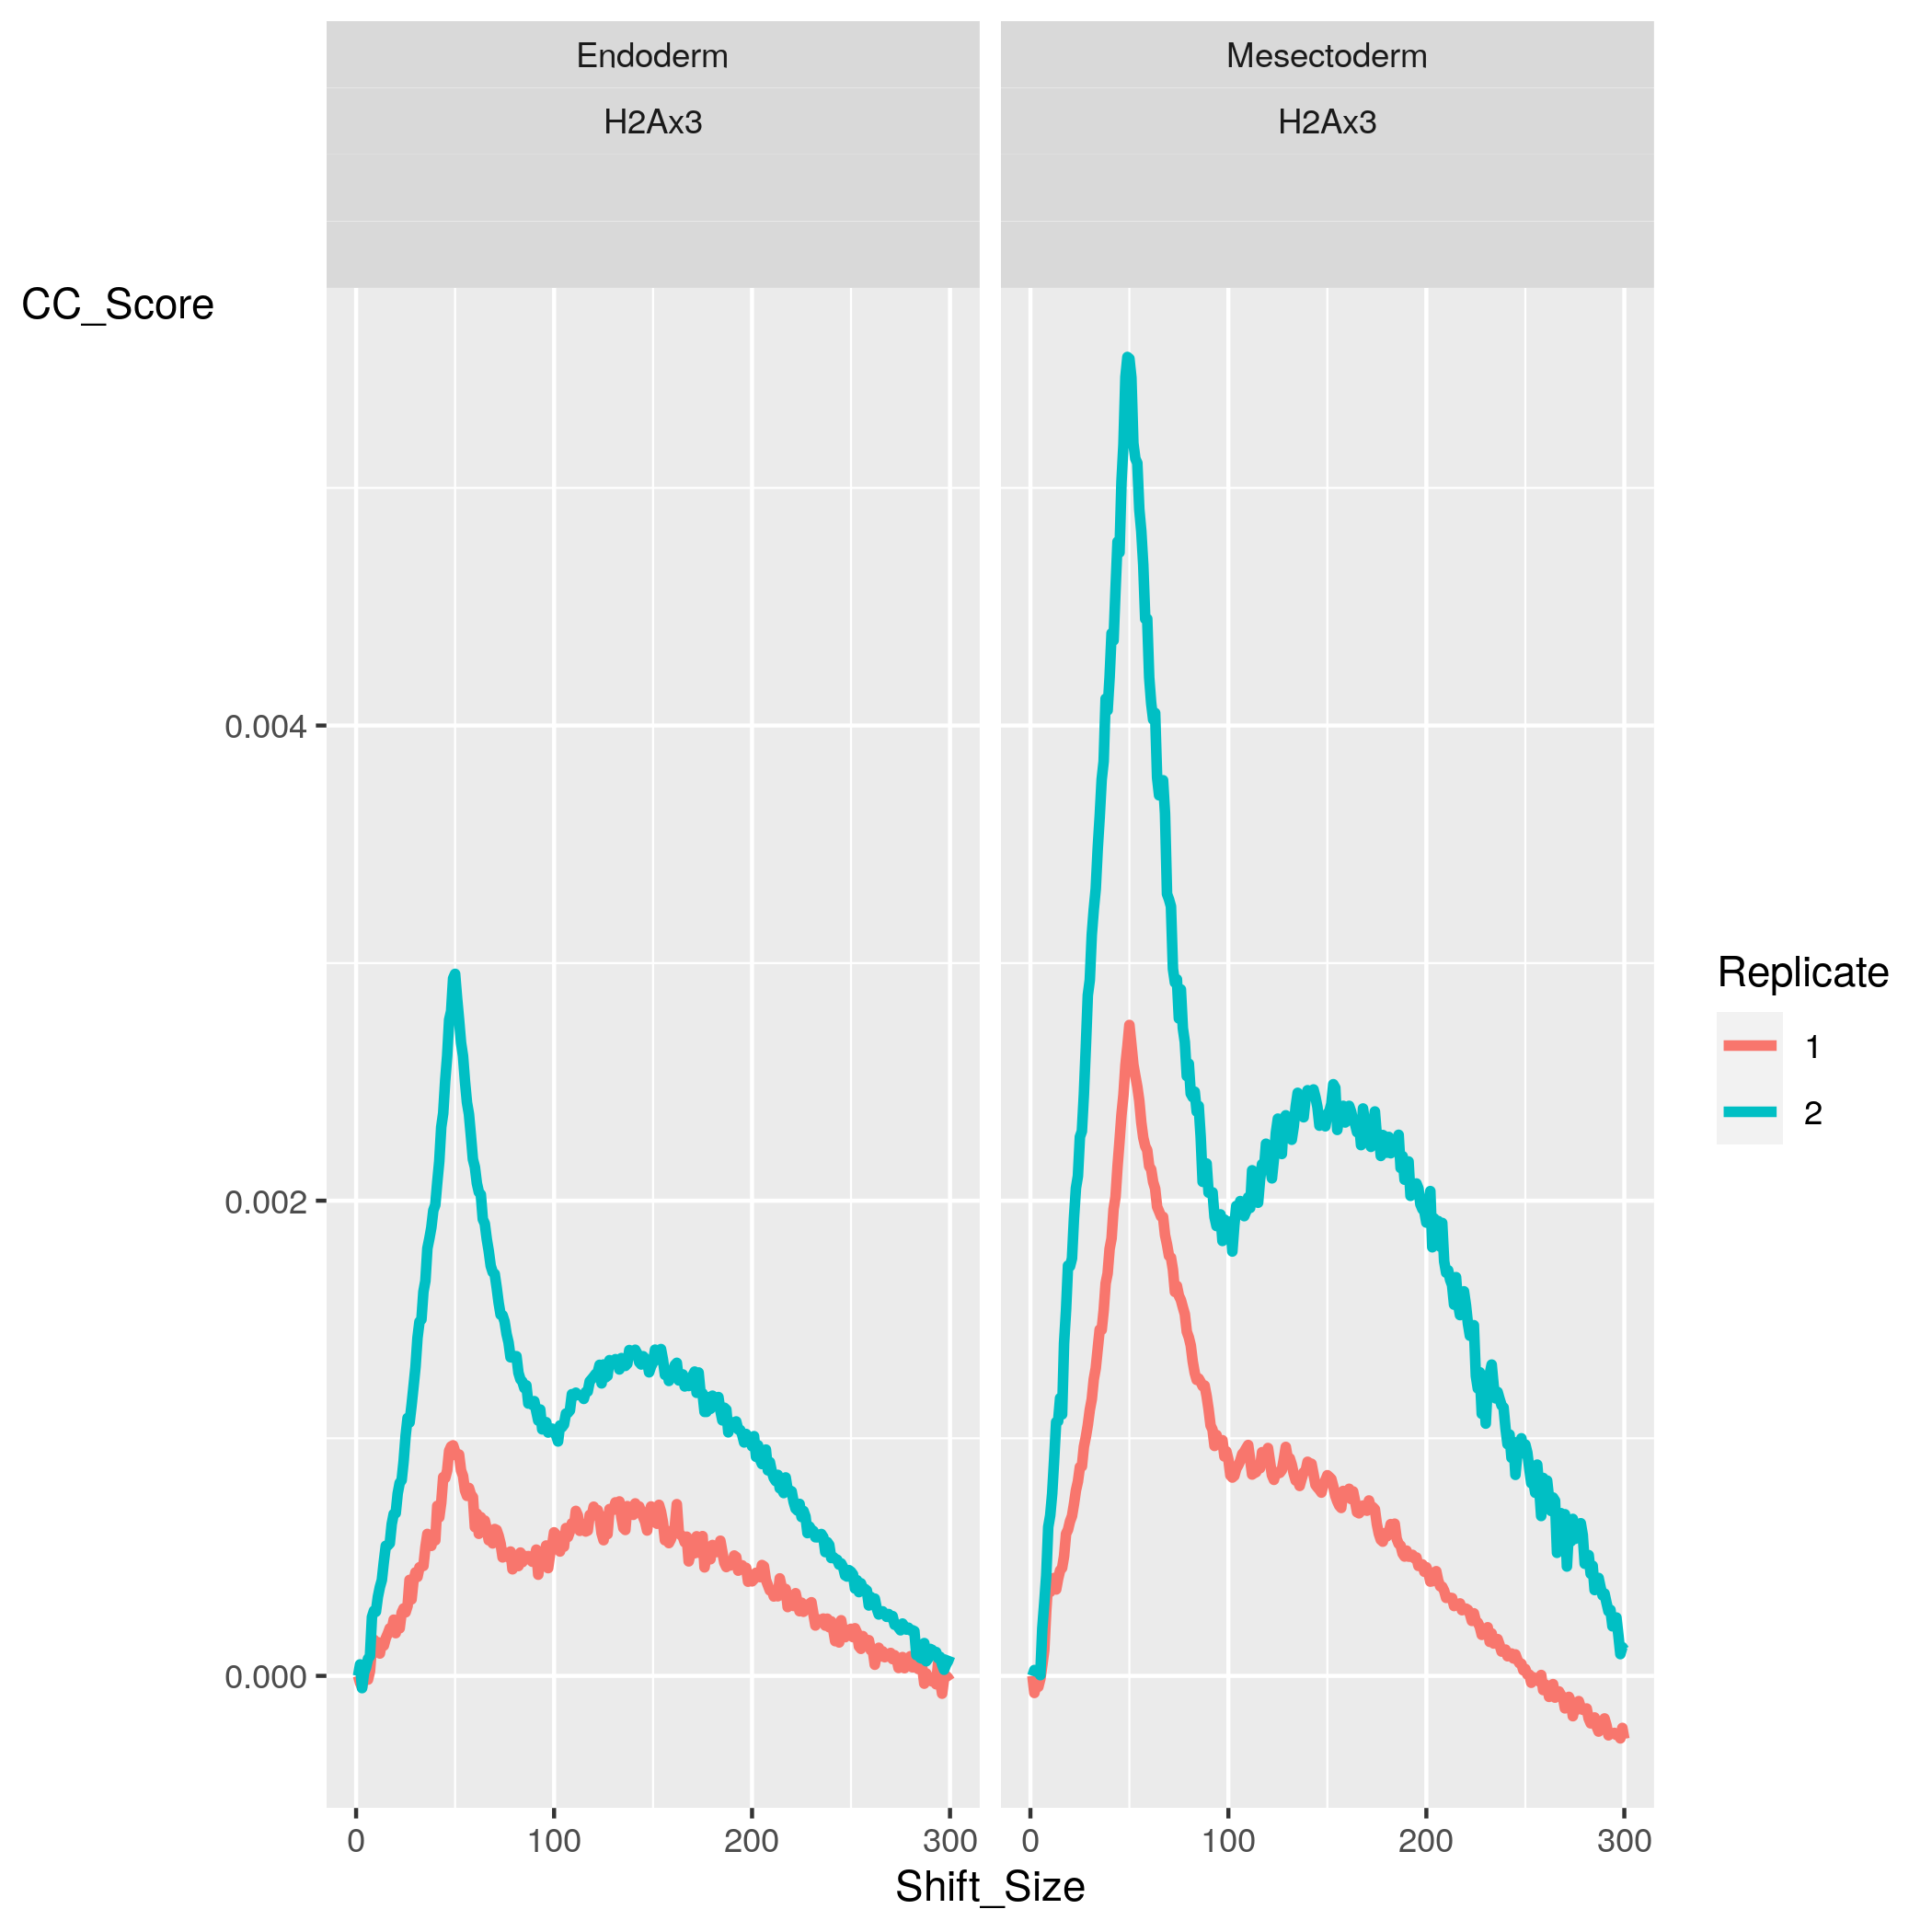 Endoderm
Mesectoderm
H2Ax3
H2Ax3
CC_Score
0.004
0.002
0.000
0 100 200 300
0 100 200 300
Shift_Size
Replicate
1
2